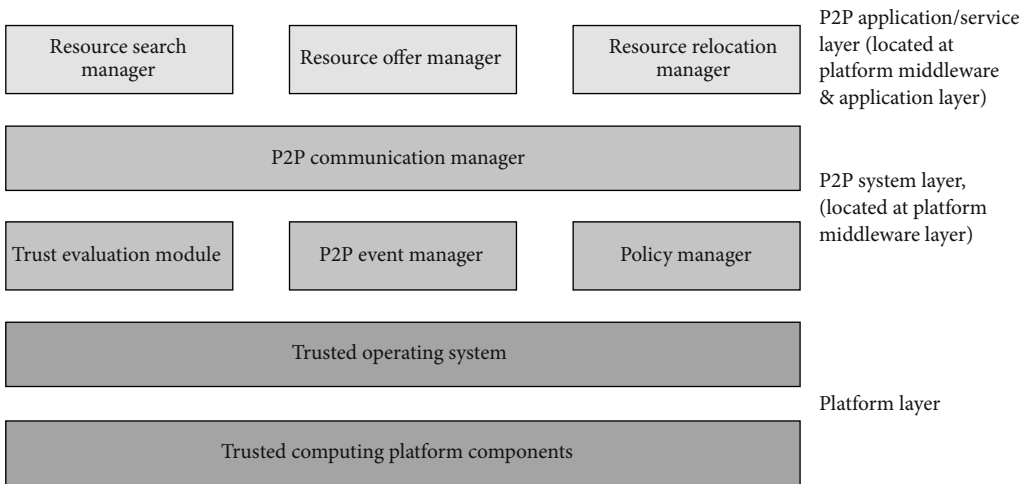 Resource search
manager
Resource offer manager
Resource relocation
manager
P2P application/service
layer (located at
platform middleware
& application layer)
P2P communication manager
P2P system layer,
(located at platform
middleware layer)
Trust evaluation module
P2P event manager
Policy manager
Trusted operating system
Platform layer
Trusted computing platform components